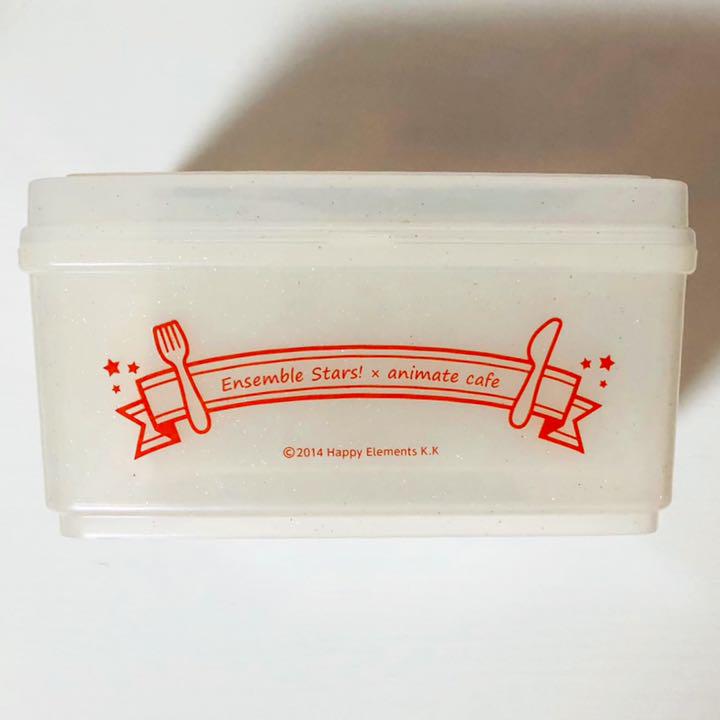 Ensemble Stars! × animate cafe
©2014 Happy Elements K.K